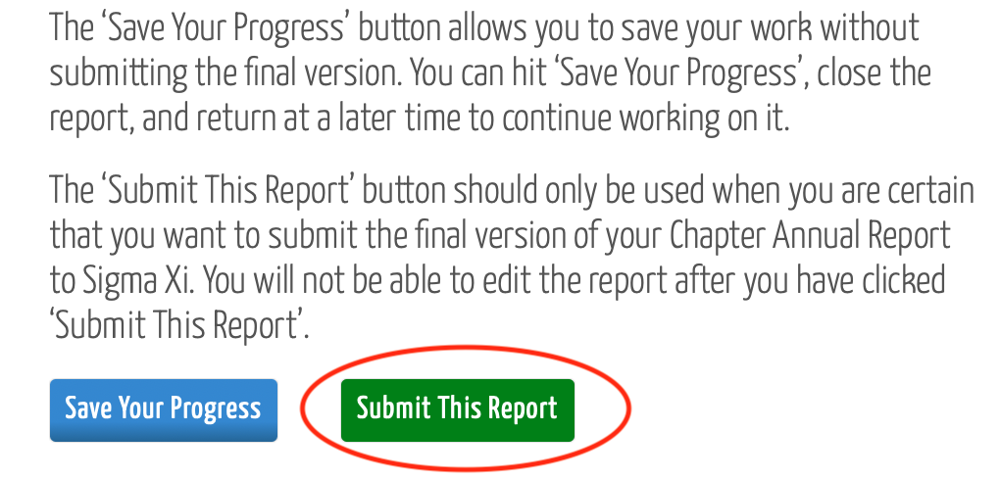 The ‘Save Your Progress’ button allows you to save your work without
submitting the final version. You can hit ‘Save Your Progress’, close the
report, and return at a later time to continue working on it.
The ‘Submit This Report’ button should only be used when you are certain
that you want to submit the final version of your Chapter Annual Report
to Sigma Xi. You will not be able to edit the report after you have clicked
‘Submit This Report’.
Save Your Progress
Submit This Report